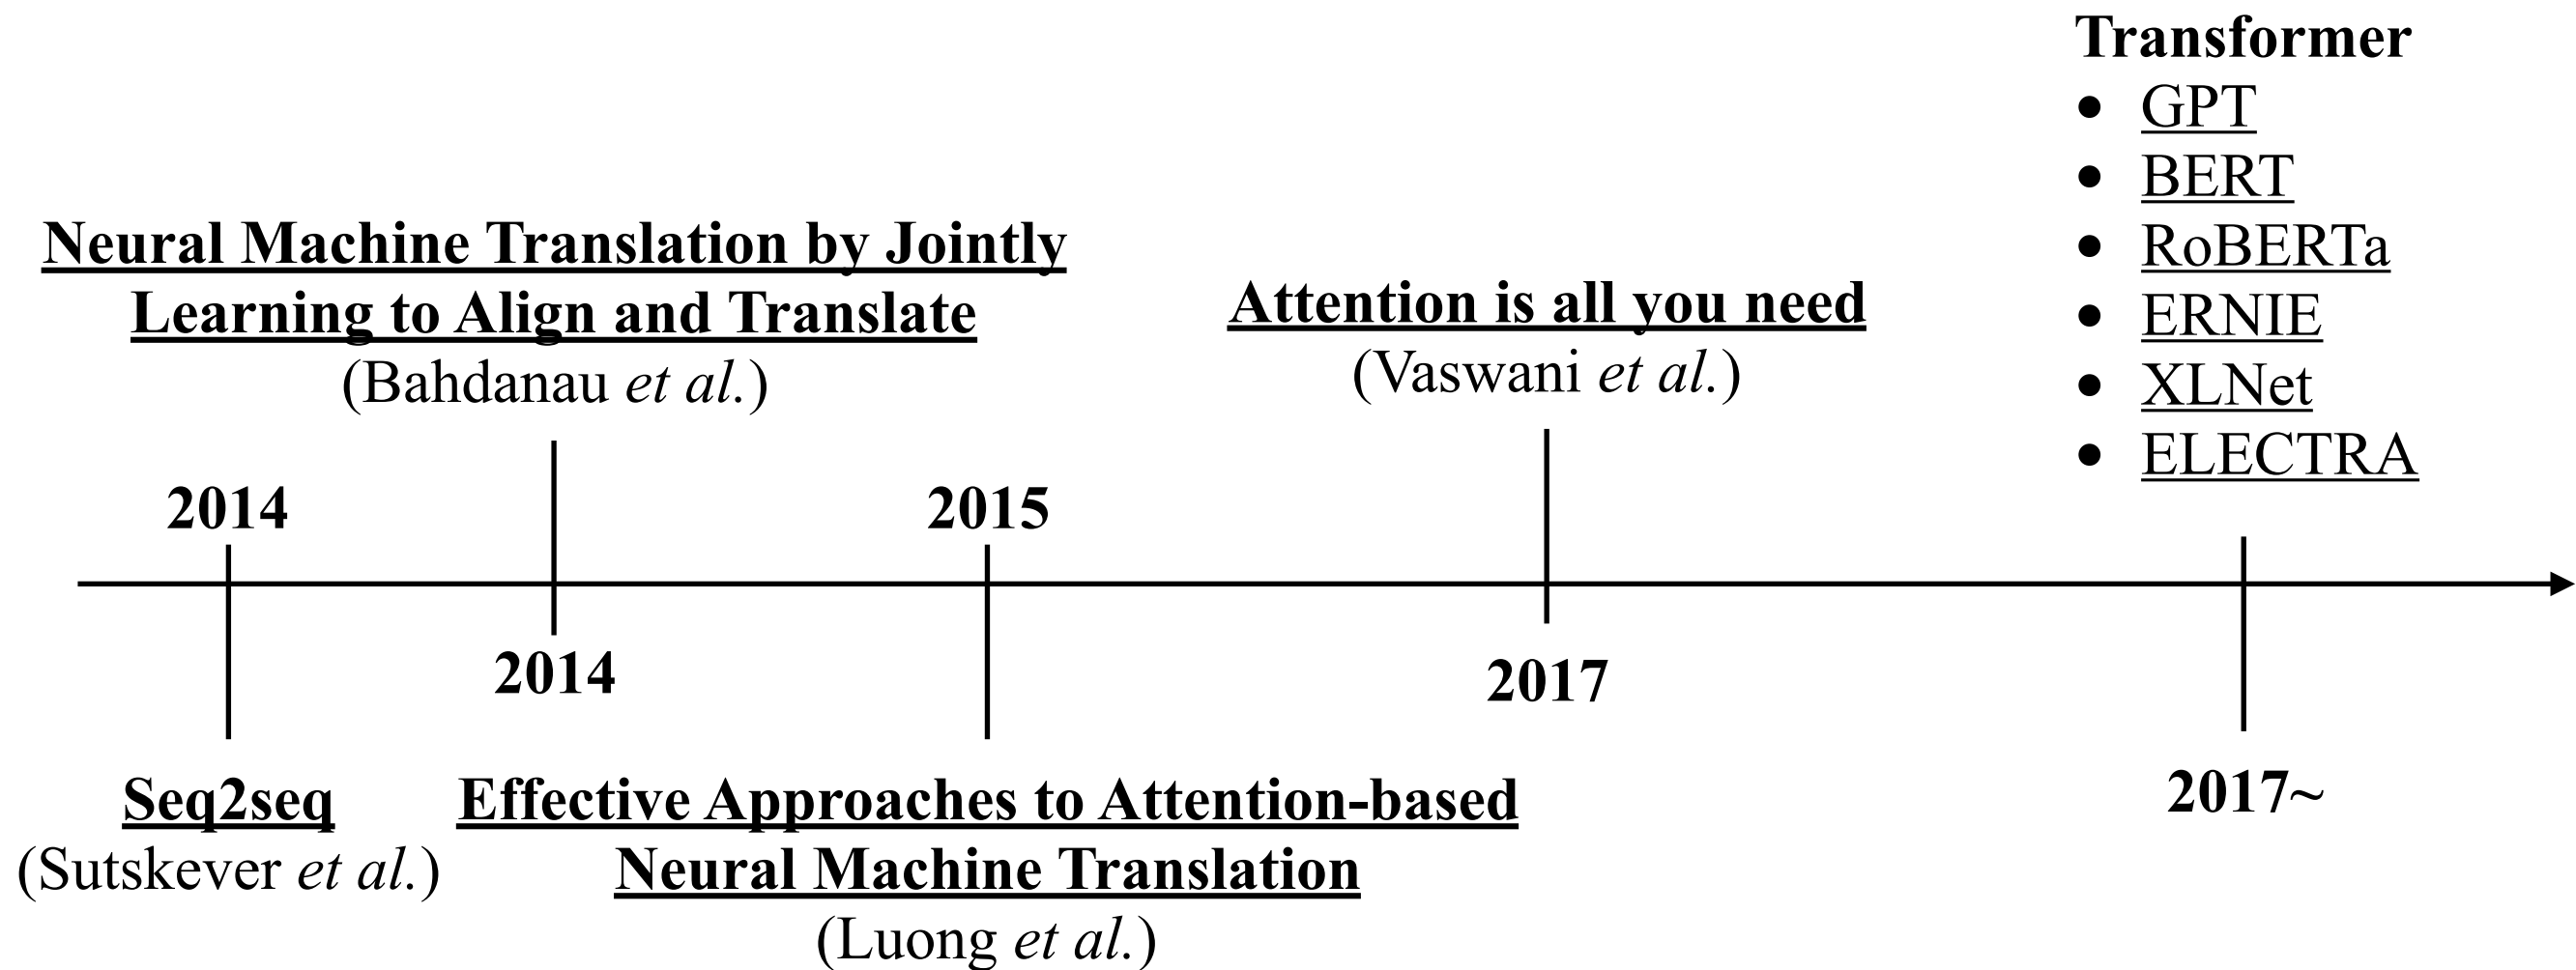 Transformer
• GPT
• BERT
• RoBERTa
• ERNIE
• XLNet
• ELECTRA
Neural Machine Translation by Jointly
Learning to Align and Translate
(Bahdanau et al.)
Attention is all you need
(Vaswani et al.)
2014
2015
2014
2017
2017~
Seq2seq
(Sutskever et al.)
Effective Approaches to Attention-based
Neural Machine Translation
(Luong et al.)